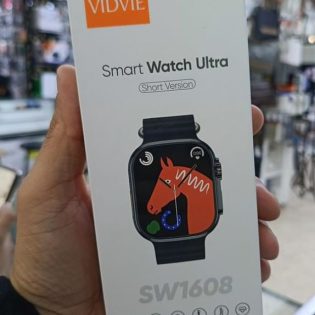 VIDVIE
Smart Watch Ultra
(Short Version)
SW1608